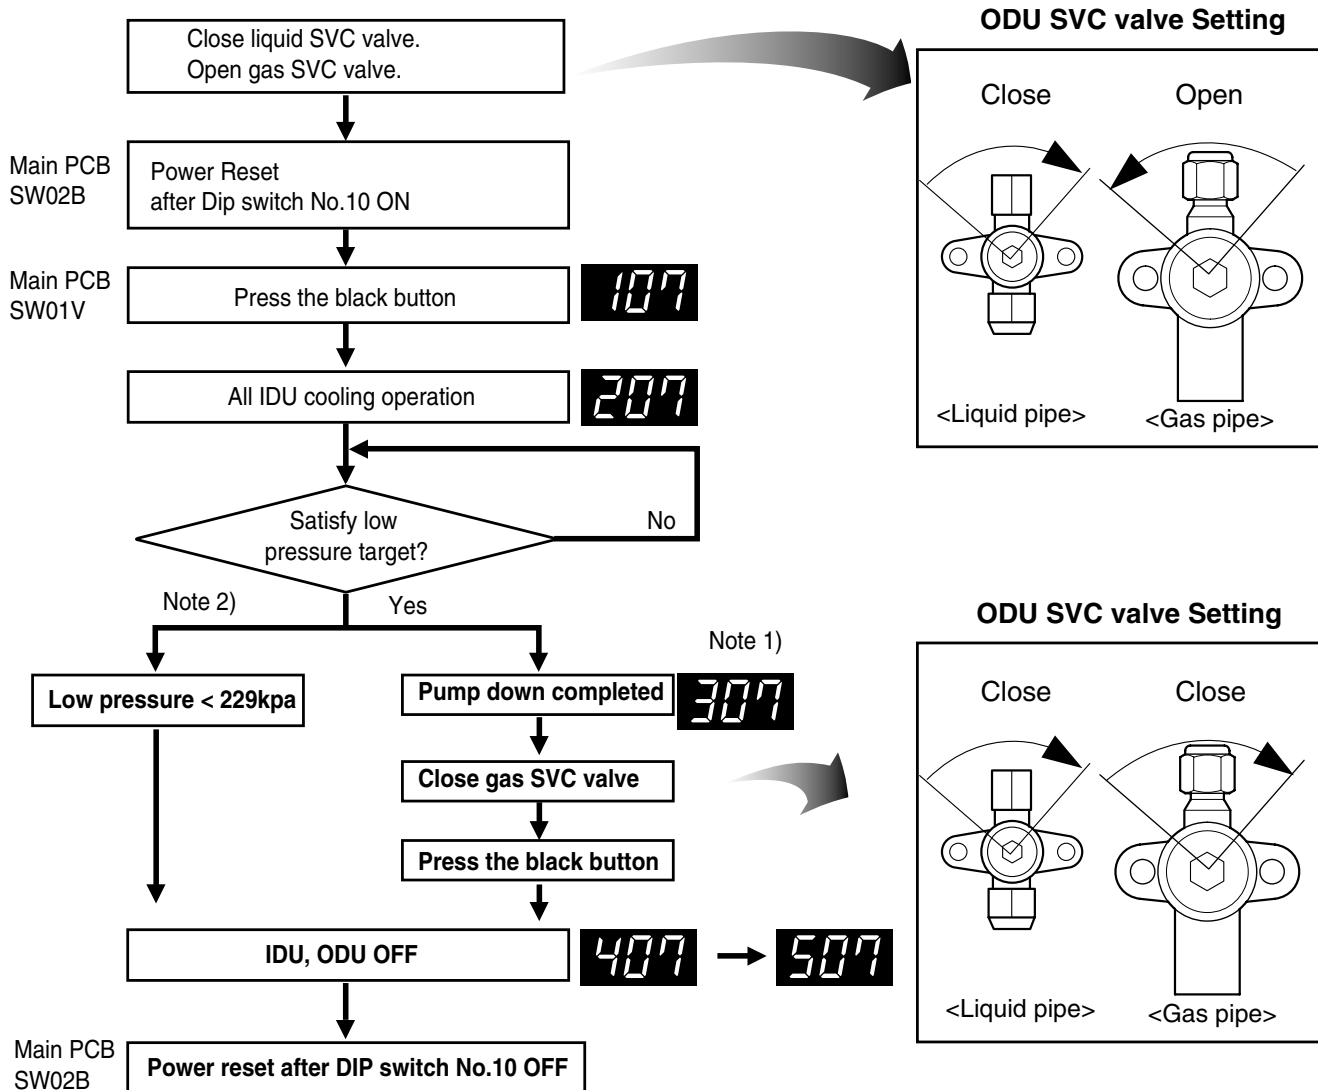 ODU SVC valve Setting
Close liquid SVC valve.
Open gas SVC valve.
Close
Open
<Liquid pipe>
<Gas pipe>
Main PCB
SW02B
Power Reset
after Dip switch No.10 ON
Main PCB
SW01V
Press the black button
107
All IDU cooling operation
207
Satisfy low
pressure target?
No
Note 2)
Yes
Low pressure < 229kpa
Note 1)
Pump down completed
307
Close gas SVC valve
Press the black button
ODU SVC valve Setting
Close
Close
<Liquid pipe>
<Gas pipe>
IDU, ODU OFF
407
507
Main PCB
SW02B
Power reset after DIP switch No.10 OFF